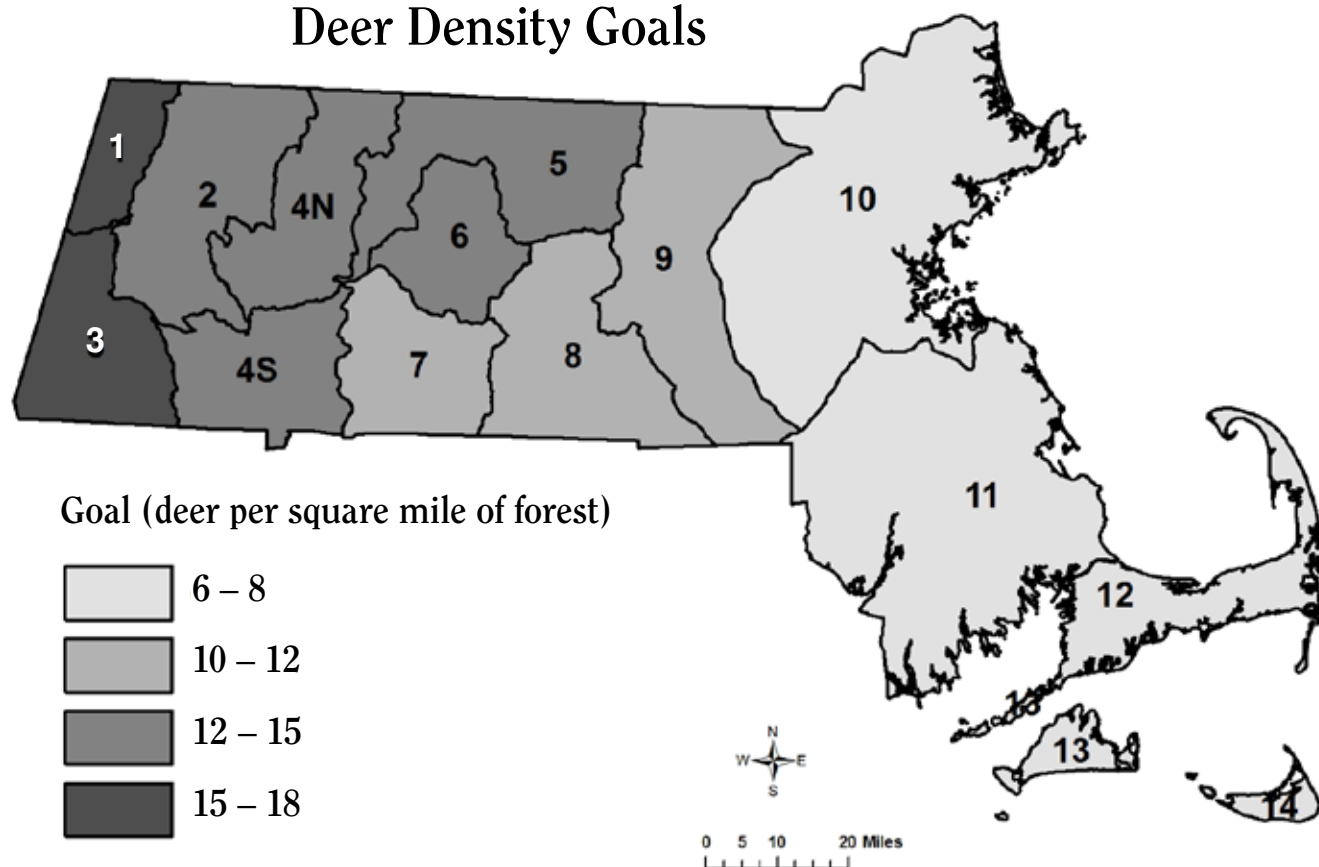 Deer Density Goals
1
2
4N
5
6
10
9
3
4S
7
8
11
12
13
13
14
Goal (deer per square mile of forest)
6 – 8
10 – 12
12 – 15
15 – 18
N
W E
S
0 5 10 20 Miles